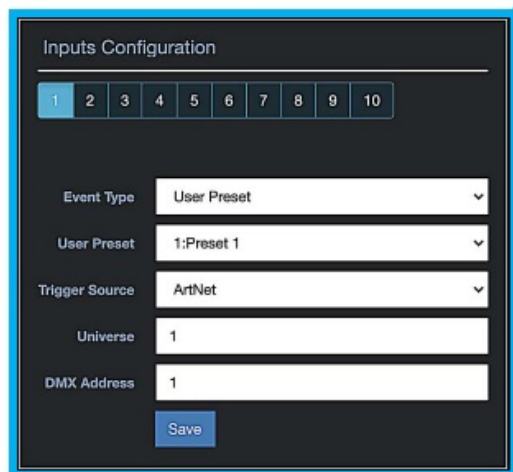 Inputs Configuration
1 2 3 4 5 6 7 8 9 10
Event Type User Preset
User Preset 1:Preset 1
Trigger Source ArtNet
Universe 1
DMX Address 1
Save